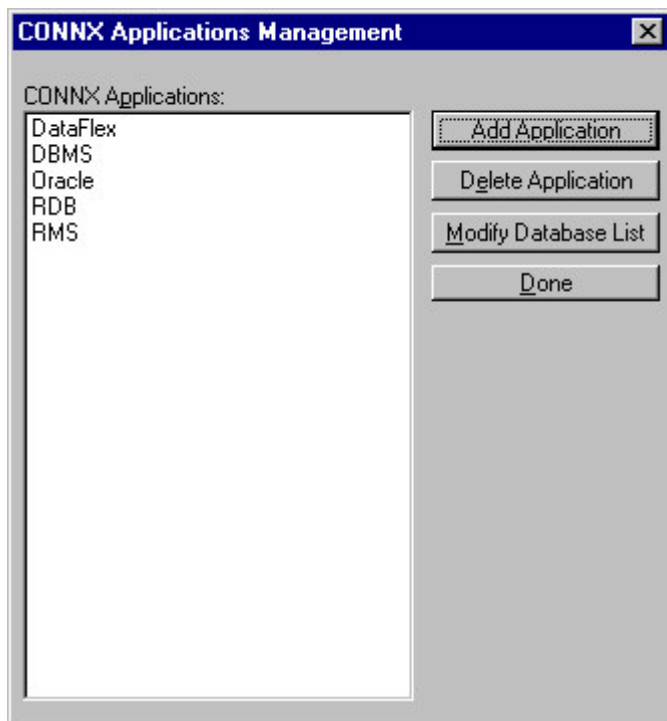 CONNX Applications Management
CONNX Applications:
DataFlex
DBMS
Oracle
RDB
RMS
Add Application
Delete Application
Modify Database List
Done